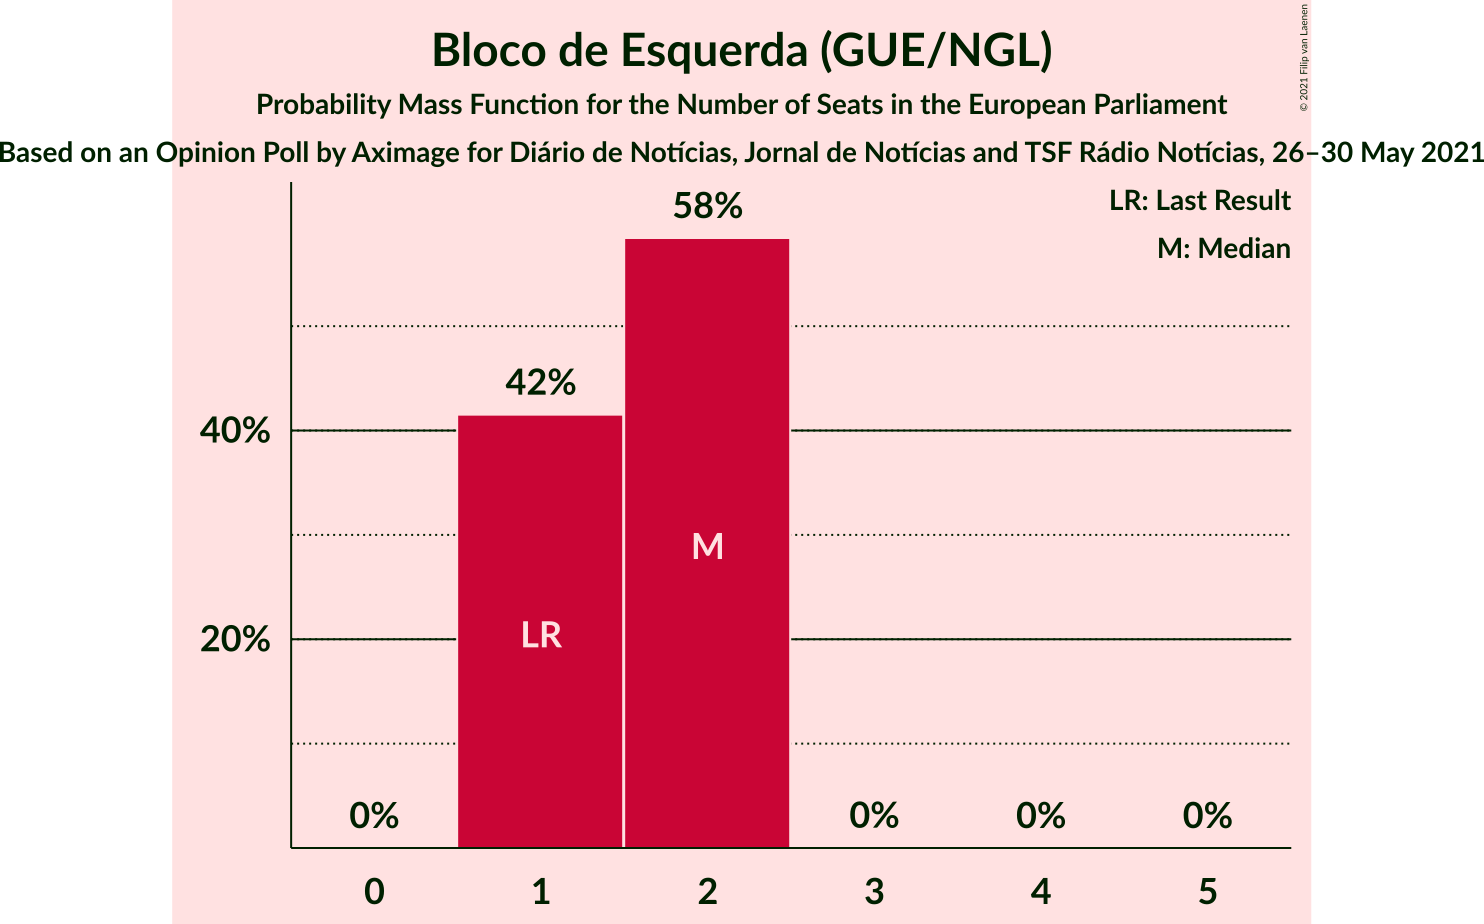 Bloco de Esquerda (GUE/NGL)
Probability Mass Function for the Number of Seats in the European Parliament
Based on an Opinion Poll by Aximage for Diário de Notícias, Jornal de Notícias and TSF Rádio Notícias, 26–30 May 2021
© 2021 Filip van Laenen
LR: Last Result
M: Median
58%
42%
40%
M
LR
20%
0%
0%
0%
0%
0
1
2
3
4
5